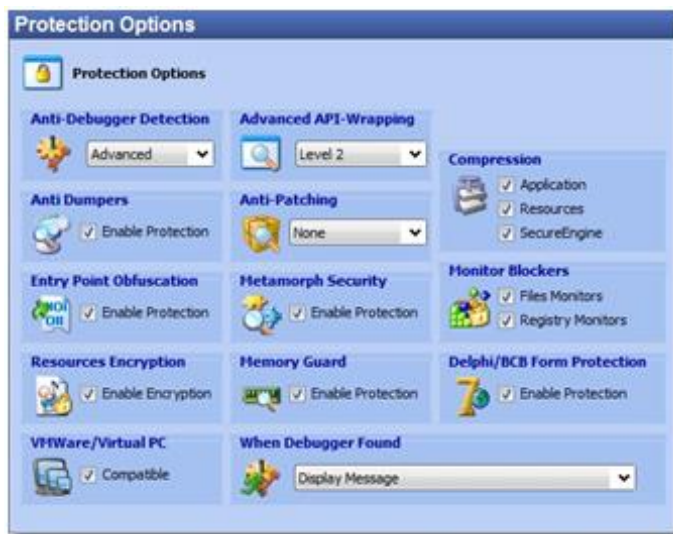 Protection Options
Protection Options
Anti-Debugger Detection
Advanced
Advanced API-Wrapping
Level 2
Compression
Application
Resources
SecureEngine
Anti Dumpers
Enable Protection
Anti-Patching
None
Entry Point Obfuscation
Enable Protection
Metamorph Security
Enable Protection
Monitor Blockers
Files Monitors
Registry Monitors
Resources Encryption
Enable Encryption
Memory Guard
Enable Protection
Delphi/BCB Form Protection
Enable Protection
VMWare/Virtual PC
Compatible
When Debugger Found
Display Message